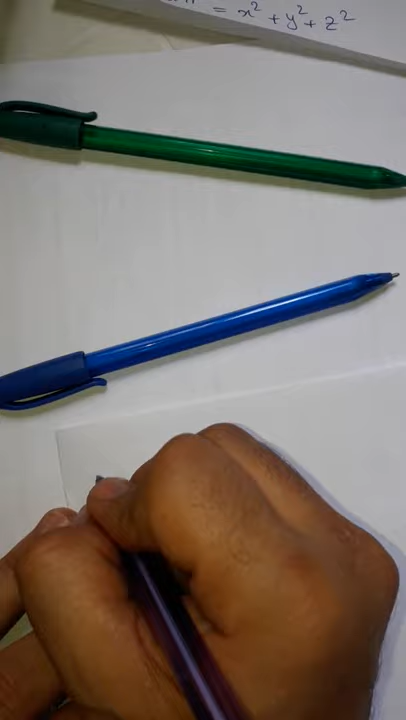 = x² + y² + z²